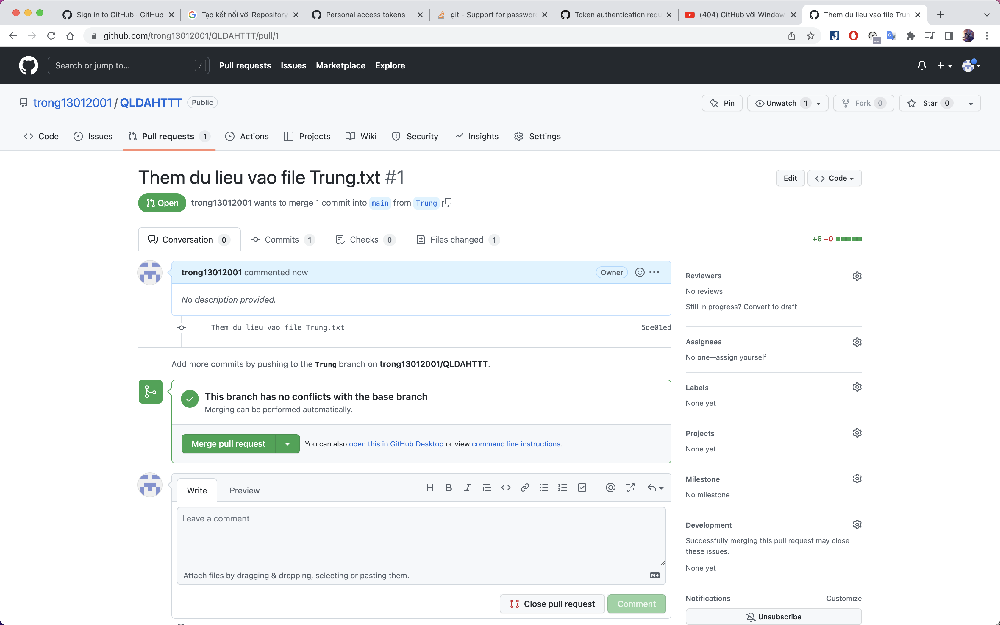 Sign in to GitHub · GitHub
Tạo kết nối với Repository
Personal access tokens
git - Support for password
Token authentication requ
(404) GitHub với Window
Them du lieu vao file Trun
github.com/trong13012001/QLDAHTTT/pull/1
Search or jump to... /
Pull requests Issues Marketplace Explore
trong13012001 / QLDAHTTT Public
Pin Unwatch 1 Fork 0 Star 0
Code Issues Pull requests 1 Actions Projects Wiki Security Insights Settings
Them du lieu vao file Trung.txt #1
Edit <> Code
Open trong13012001 wants to merge 1 commit into main from Trung
Conversation 0 Commits 1 Checks 0 Files changed 1
+6 −0
trong13012001 commented now Owner
No description provided.
Them du lieu vao file Trung.txt 5de01ed
Add more commits by pushing to the Trung branch on trong13012001/QLDAHTTT.
This branch has no conflicts with the base branch
Merging can be performed automatically.
Merge pull request You can also open this in GitHub Desktop or view command line instructions.
Write Preview
Leave a comment
Attach files by dragging & dropping, selecting or pasting them.
Close pull request Comment
Reviewers
No reviews
Still in progress? Convert to draft
Assignees
No one—assign yourself
Labels
None yet
Projects
None yet
Milestone
No milestone
Development
Successfully merging this pull request may close
these issues.
None yet
Notifications Customize
Unsubscribe